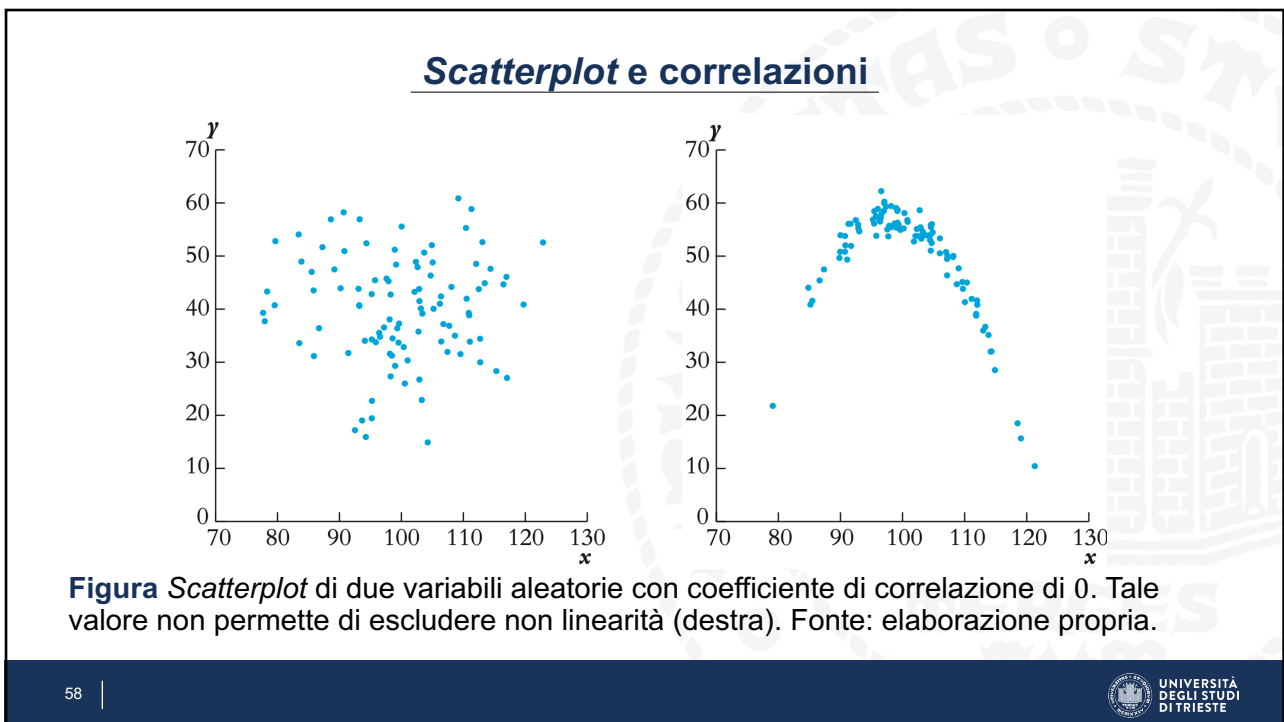 Scatterplot e correlazioni
y
70
60
50
40
30
20
10
0
70 80 90 100 110 120 130
x
y
70
60
50
40
30
20
10
0
70 80 90 100 110 120 130
x
Figura Scatterplot di due variabili aleatorie con coefficiente di correlazione di 0. Tale
valore non permette di escludere non linearità (destra). Fonte: elaborazione propria.
58
UNIVERSITÀ
DEGLI STUDI
DI TRIESTE